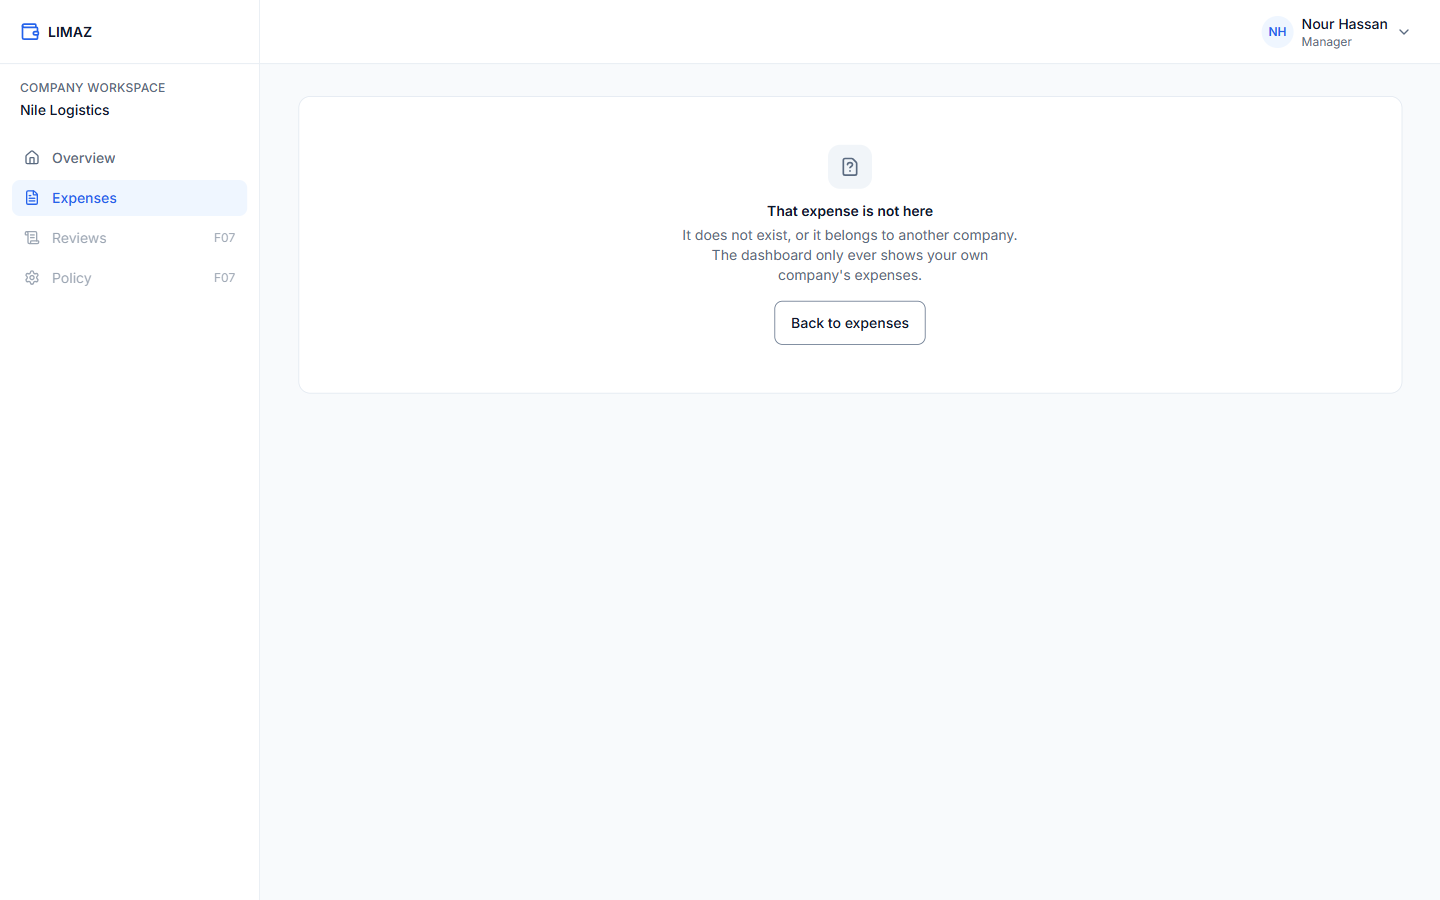 LIMAZ
NH
Nour Hassan
Manager
COMPANY WORKSPACE
Nile Logistics
Overview
Expenses
Reviews F07
Policy F07
That expense is not here
It does not exist, or it belongs to another company.
The dashboard only ever shows your own
company's expenses.
Back to expenses